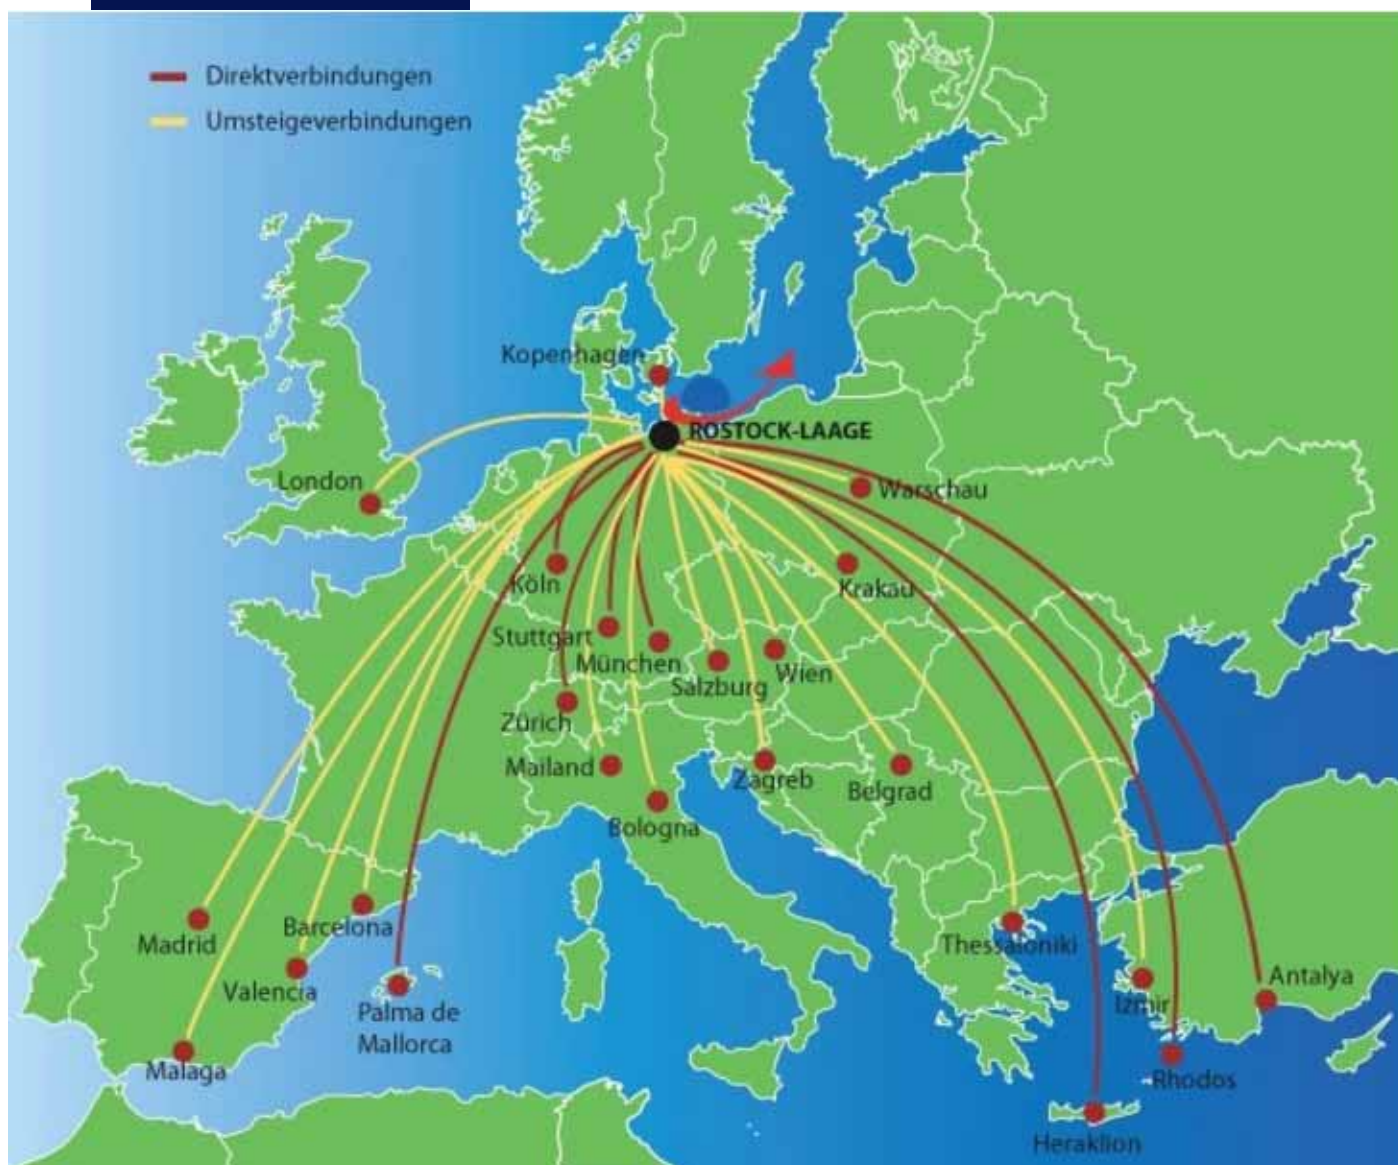 Direktverbindungen
Umsteigeverbindungen
Kopenhagen
ROSTOCK-LAAGE
London
Warschau
Köln
Krakau
Stuttgart
München
Salzburg
Wien
Zürich
Mailand
Zagreb
Belgrad
Bologna
Madrid
Barcelona
Thessaloniki
Valencia
Izmir
Antalya
Palma de
Mallorca
Malaga
Rhodos
Heraklion